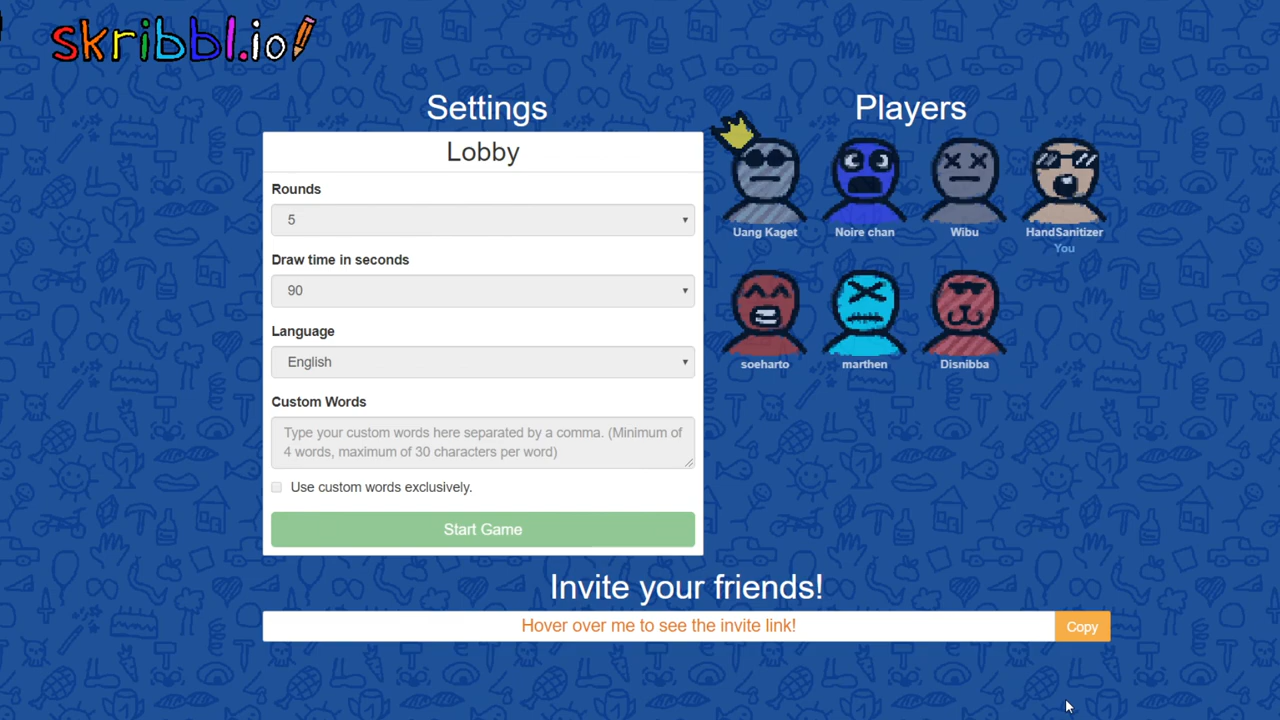 skribbl.io
Settings
Lobby
Rounds
5
Draw time in seconds
90
Language
English
Custom Words
Type your custom words here separated by a comma. (Minimum of
4 words, maximum of 30 characters per word)
Use custom words exclusively.
Start Game
Players
Uang Kaget
Noire chan
Wibu
HandSanitizer
You
soeharto
marthen
Disnibba
Invite your friends!
Hover over me to see the invite link!
Copy